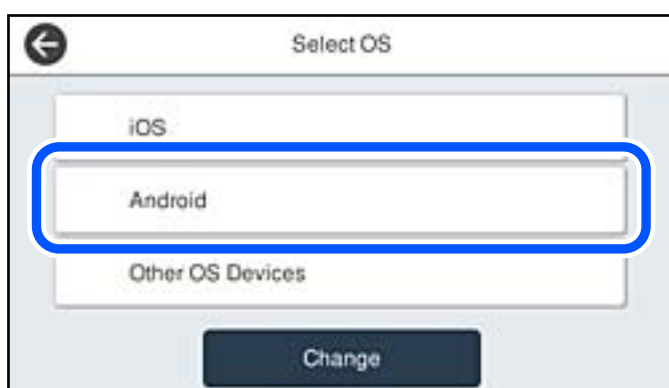 Select OS
iOS
Android
Other OS Devices
Change